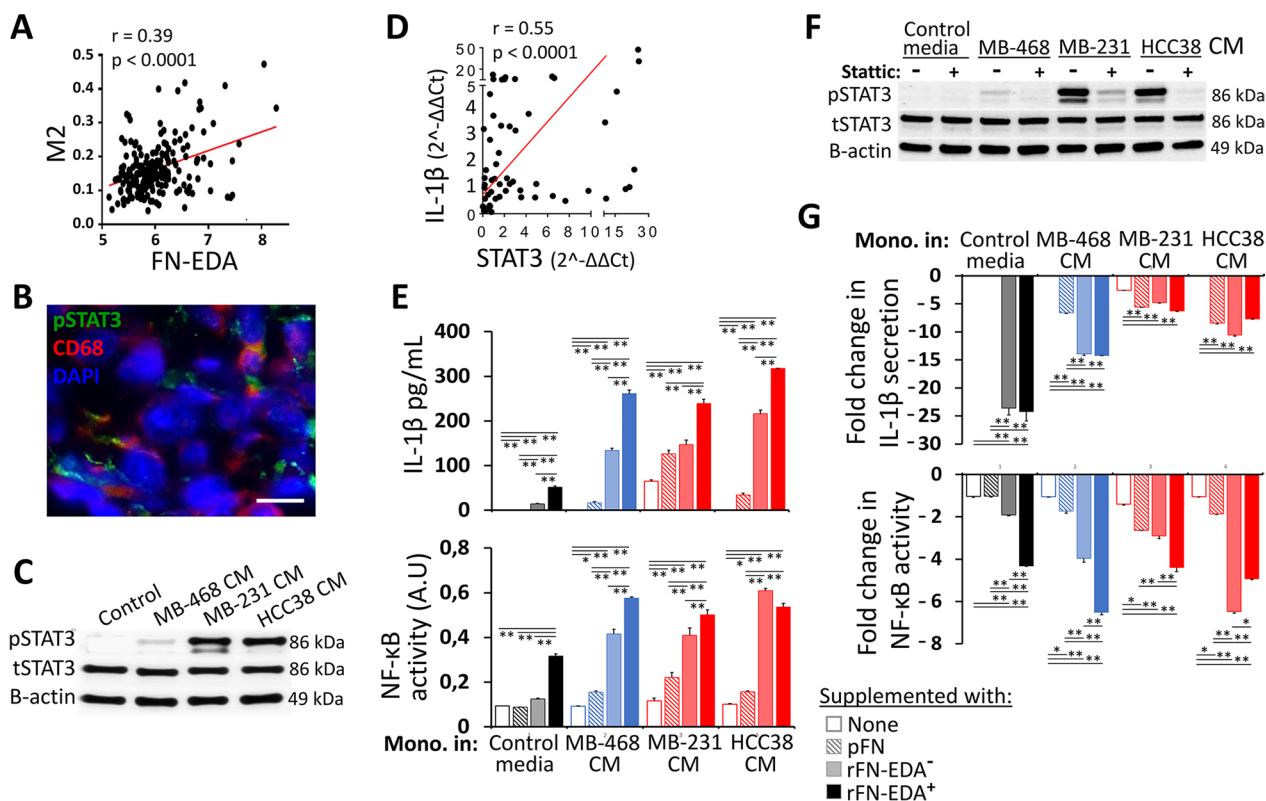 A
r = 0.39
p < 0.0001
M2
0.5
0.4
0.3
0.2
0.1
0.0
5 6 7 8
FN-EDA
B
pSTAT3
CD68
DAPI
C
Control
MB-468 CM
MB-231 CM
HCC38 CM
pSTAT3
86 kDa
tSTAT3
86 kDa
B-actin
49 kDa
D
r = 0.55
p < 0.0001
IL-1β (2^-ΔΔCt)
50
20
5
4
3
2
1
0
0 2 4 6 8 10 15 30
STAT3 (2^-ΔΔCt)
E
IL-1β pg/mL
400
300
200
100
0
NF-κB
activity (A.U)
0,8
0,6
0,4
0,2
0
Mono. in:
Control
media
MB-468
CM
MB-231
CM
HCC38
CM
F
Control
media
MB-468
MB-231
HCC38
CM
Stattic: - + - + - + - +
pSTAT3
86 kDa
tSTAT3
86 kDa
B-actin
49 kDa
G
Mono. in:
Control
media
MB-468
CM
MB-231
CM
HCC38
CM
Fold change in
IL-1β secretion
0
-5
-10
-15
-20
-25
-30
1 2 3 4
Fold change in
NF-κB activity
0
2
4
6
8
Supplemented with:
None
pFN
rFN-EDA⁻
rFN-EDA⁺